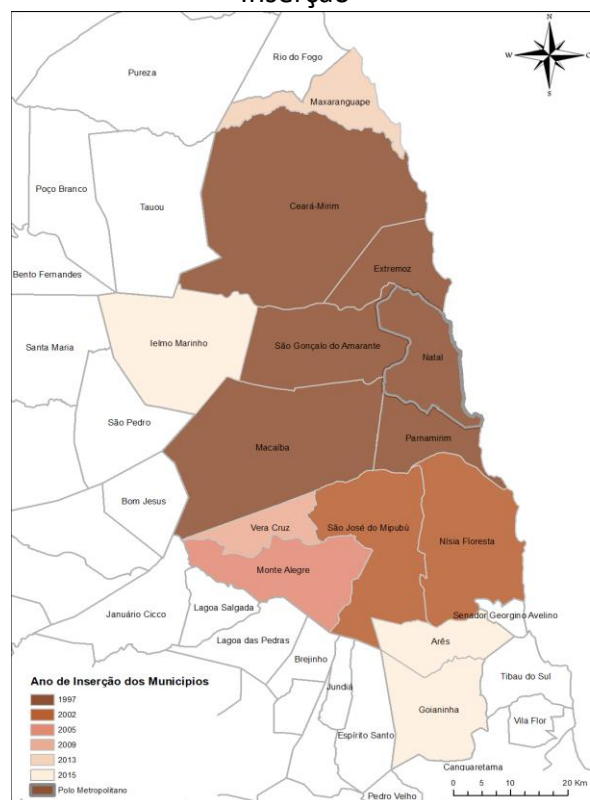 Inserção
N
W
S
Rio do Fogo
Pureza
Maxaranguape
Poço Branco
Tauou
Ceará-Mirim
Bento Fernandes
Extremoz
Santa Maria
Ielmo Marinho
São Gonçalo do Amarante
Natal
São Pedro
Macaíba
Parnamirim
Bom Jesus
Vera Cruz
São José do Mipubú
Nísia Floresta
Monte Alegre
Januário Cicco
Lagoa Salgada
Senador Georgino Avelino
Lagoa das Pedras
Arês
Brejinho
Tibau do Sul
Jundiá
Goianinha
Vila Flor
Espírito Santo
Canguaretama
Pedro Velho
Ano de Inserção dos Municipios
1997
2002
2005
2009
2013
2015
Polo Metropolitano
0 5 10 20 Km